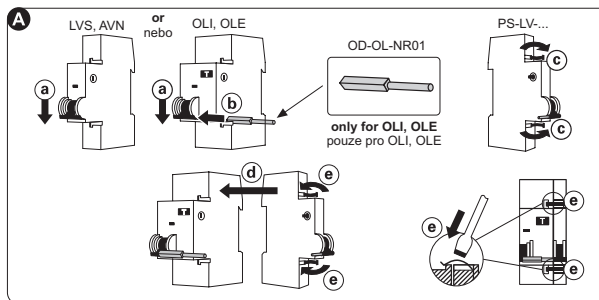 A
LVS, AVN
or
nebo
OLI, OLE
OD-OL-NR01
PS-LV-...
a
a
b
c
c
only for OLI, OLE
pouze pro OLI, OLE
T
d
e
e
T
e
e
T
e